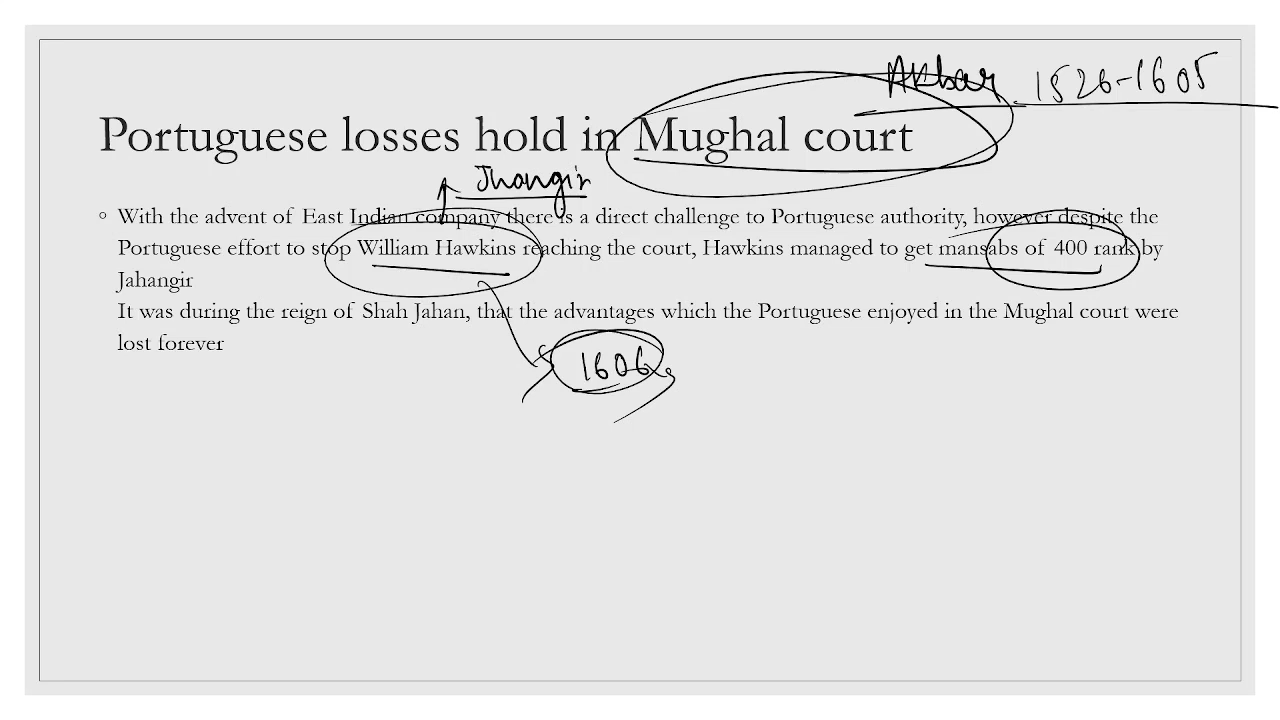 Akbar 1526-1605
Portuguese losses hold in Mughal court
Jhangir
◦ With the advent of East Indian company there is a direct challenge to Portuguese authority, however despite the
Portuguese effort to stop William Hawkins reaching the court, Hawkins managed to get mansabs of 400 rank by
Jahangir
It was during the reign of Shah Jahan, that the advantages which the Portuguese enjoyed in the Mughal court were
lost forever
1606